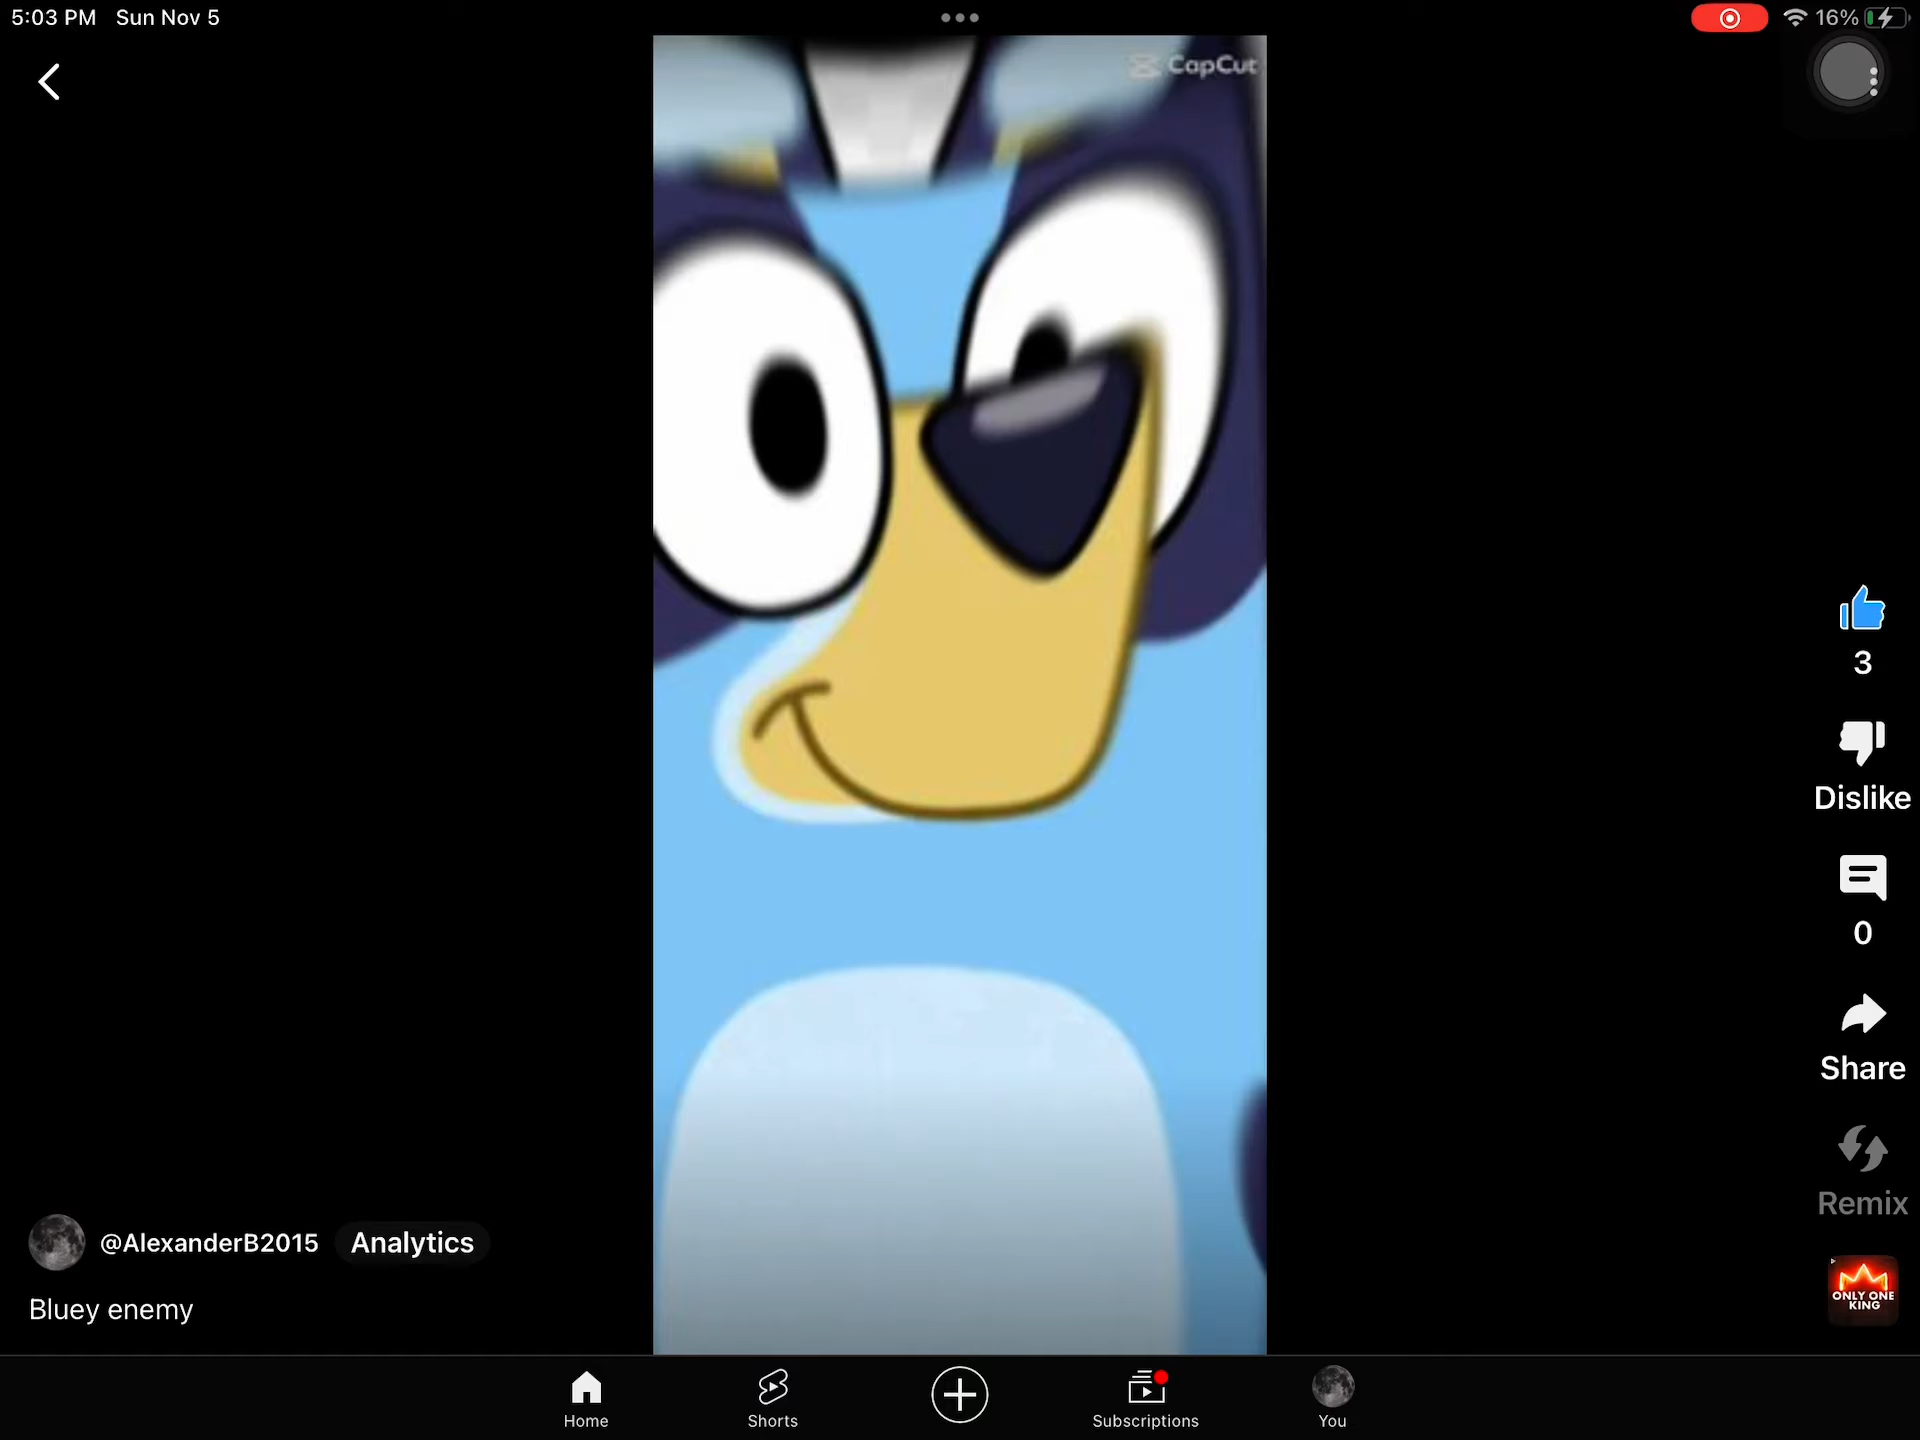 5:03 PM Sun Nov 5
16%
CapCut
3
Dislike
0
Share
Remix
@AlexanderB2015 Analytics
ONLY ONE
KING
Bluey enemy
Home
Shorts
Subscriptions
You